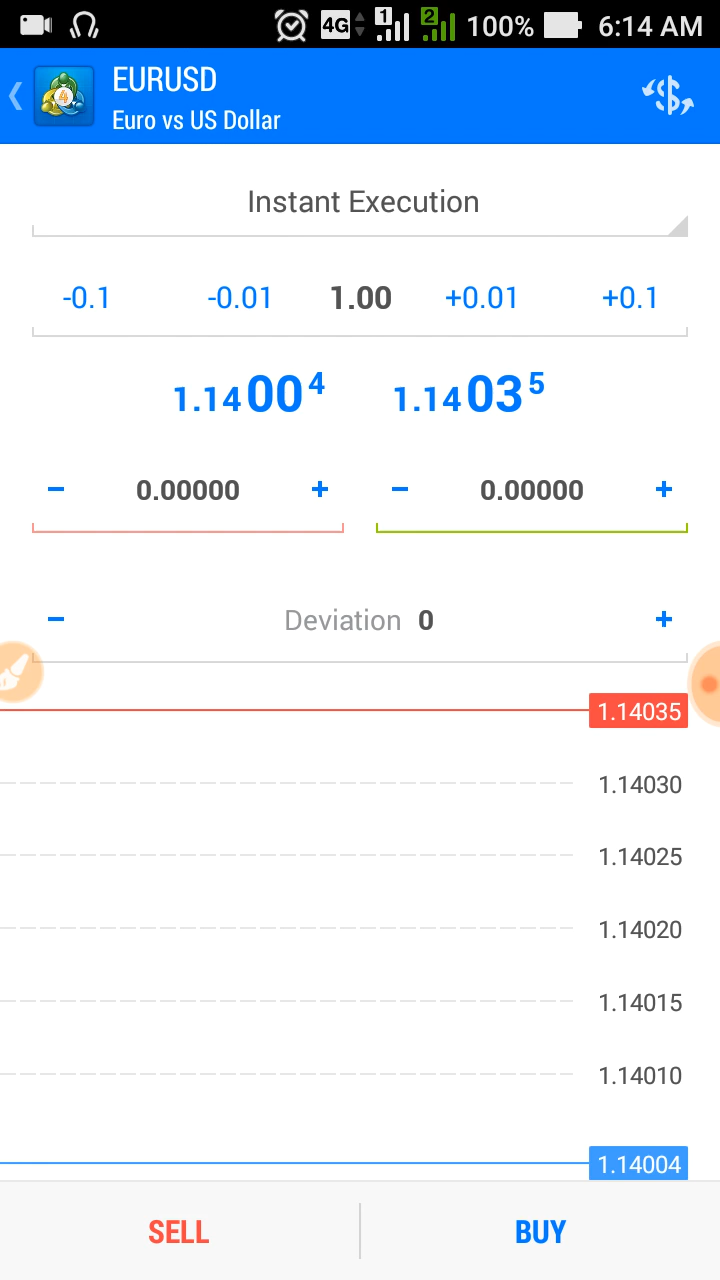 4G 1 2 100% 6:14 AM
4
EURUSD
Euro vs US Dollar
Instant Execution
-0.1 -0.01 1.00 +0.01 +0.1
1.14004 1.14035
− 0.00000 + − 0.00000 +
− Deviation 0 +
1.14035
1.14030
1.14025
1.14020
1.14015
1.14010
1.14004
SELL BUY